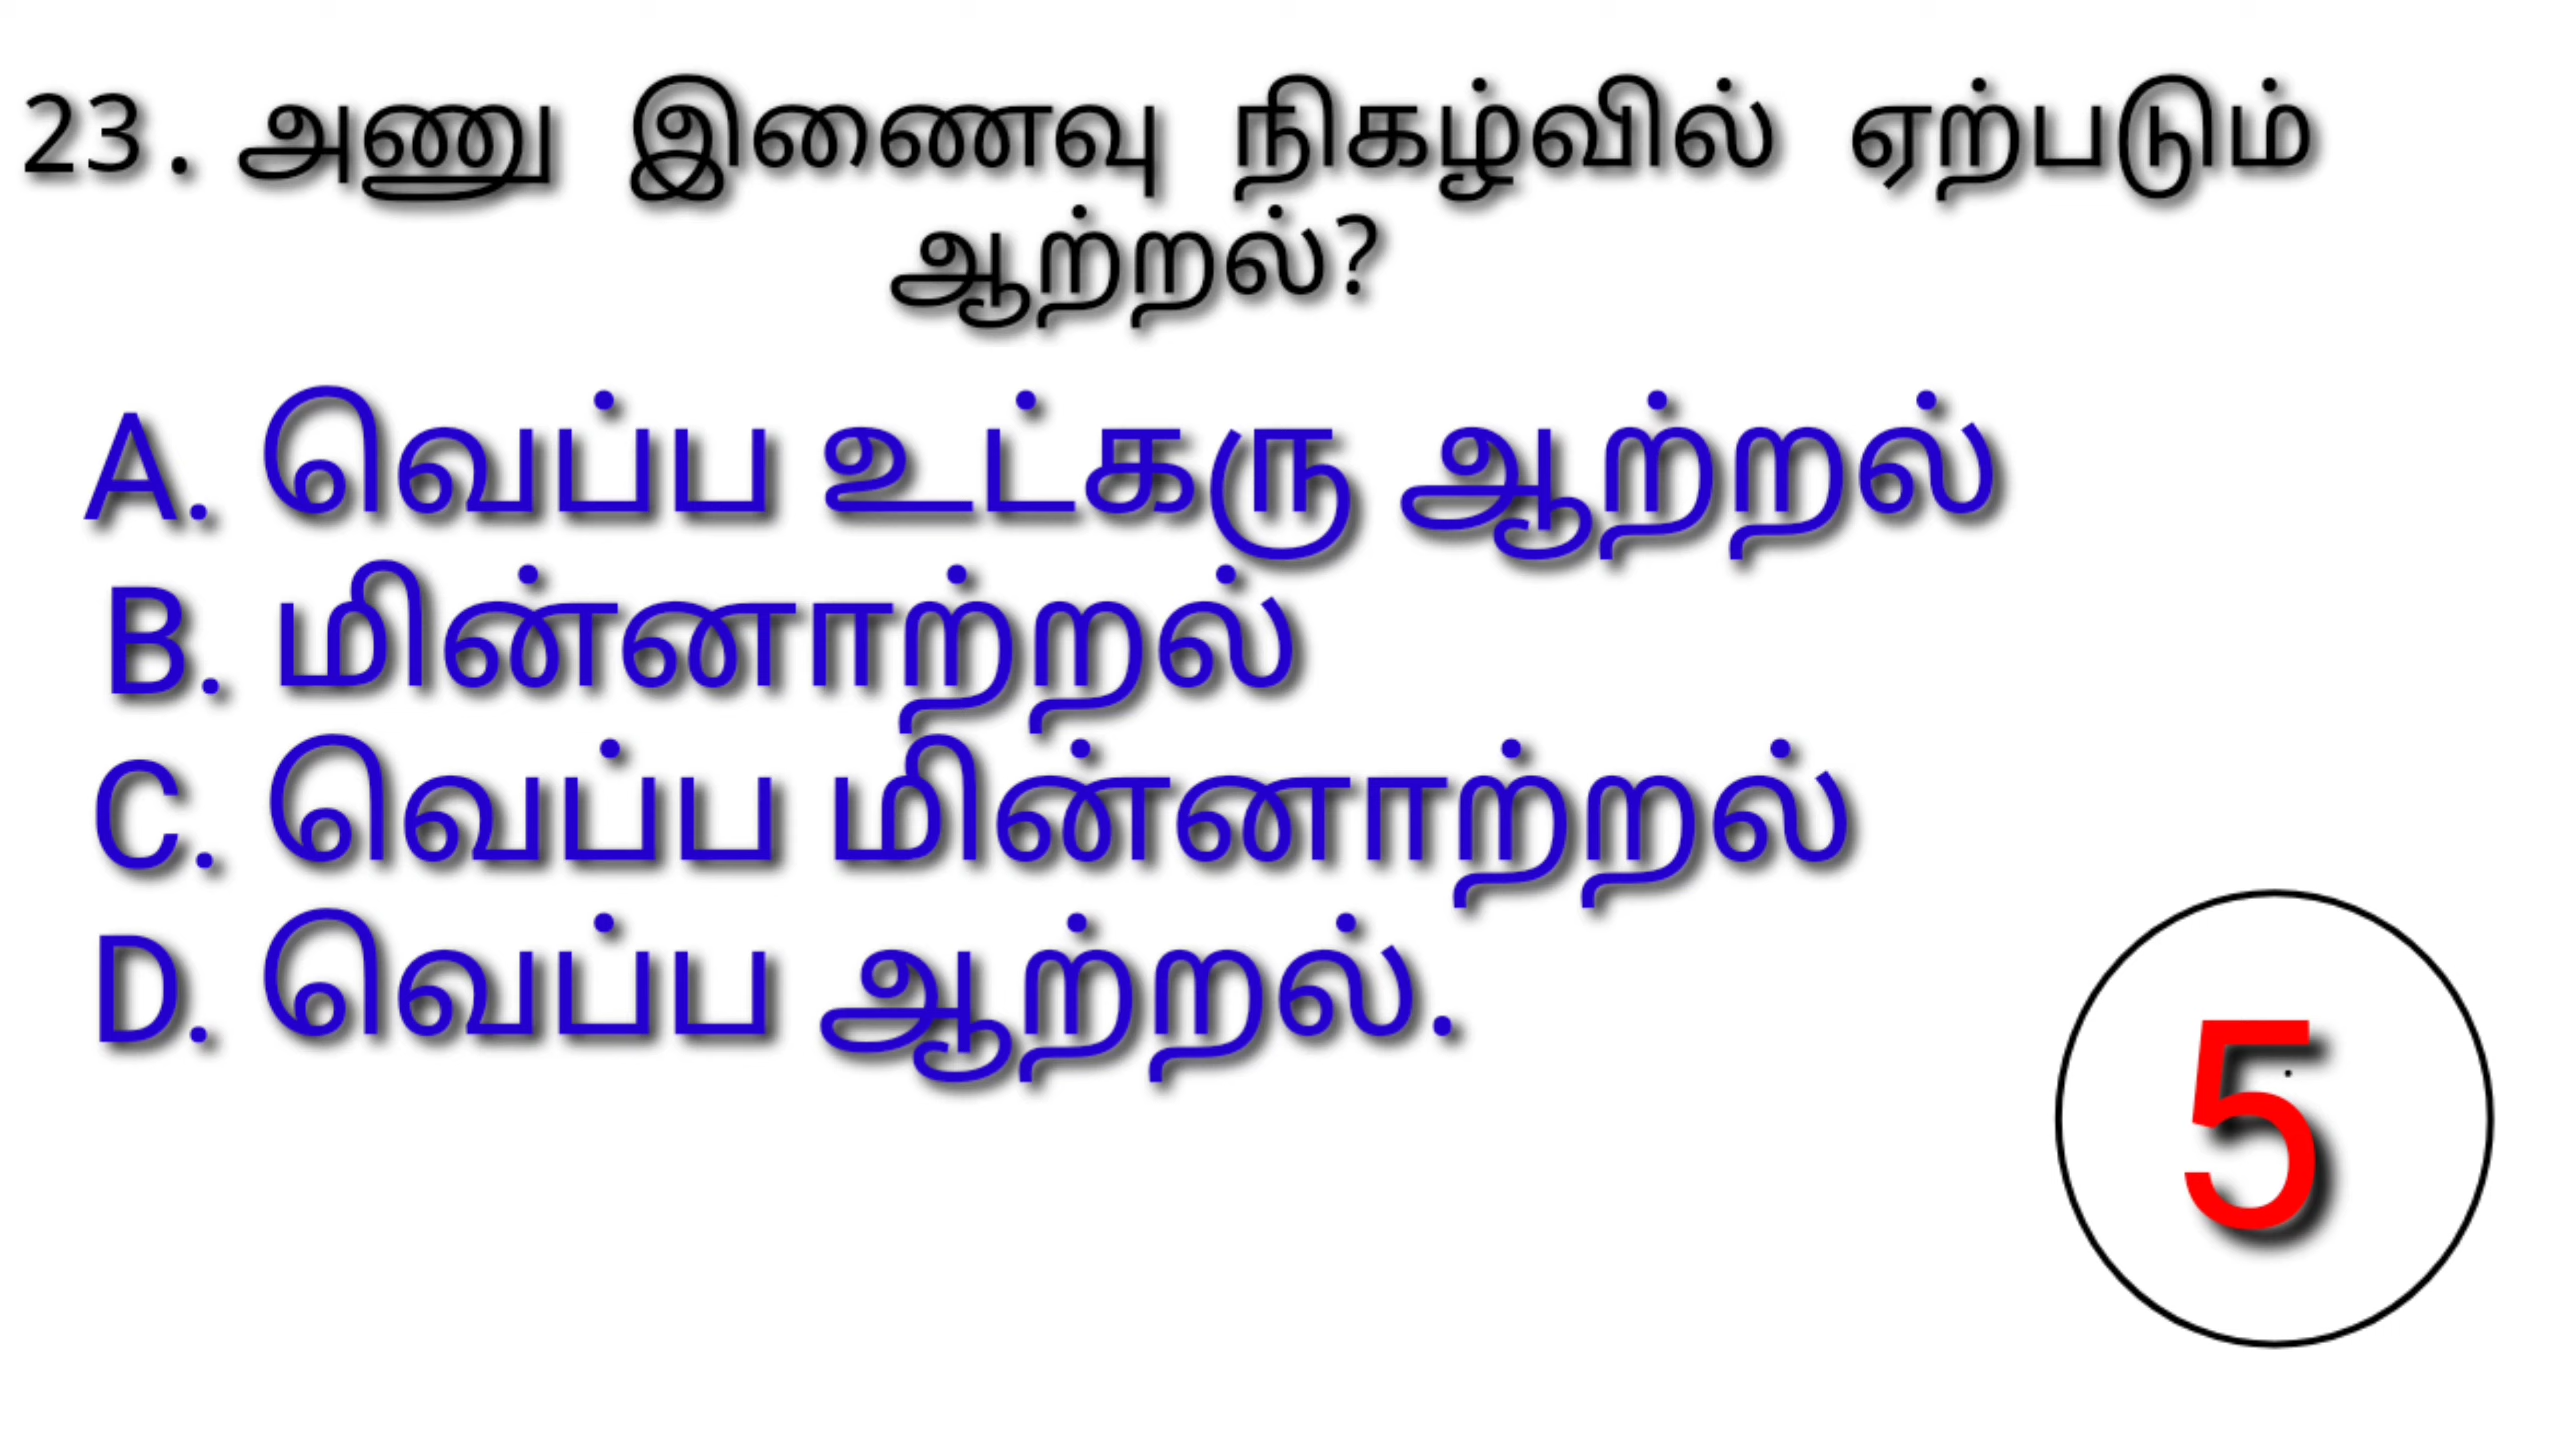 23. அணு இணைவு நிகழ்வில் ஏற்படும்
ஆற்றல்?
A. வெப்ப உட்கரு ஆற்றல்
B. மின்னாற்றல்
C. வெப்ப மின்னாற்றல்
D. வெப்ப ஆற்றல்.
5